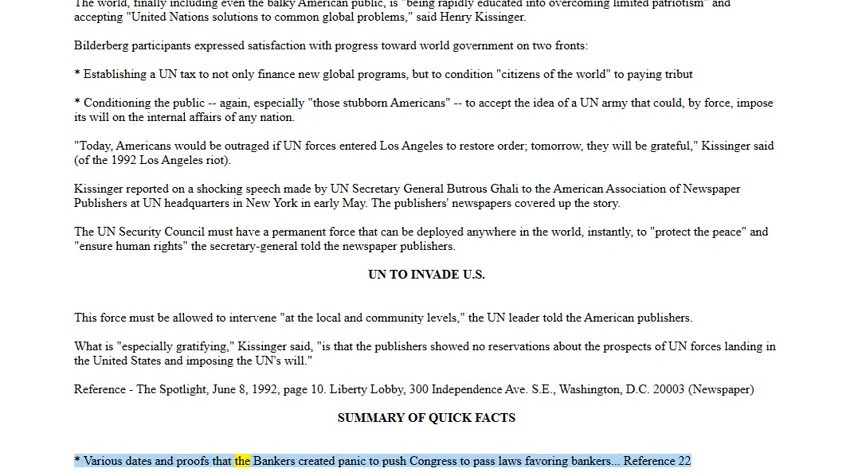 The world, finally including even the balky American public, is "being rapidly educated into overcoming limited patriotism" and
accepting "United Nations solutions to common global problems," said Henry Kissinger.
Bilderberg participants expressed satisfaction with progress toward world government on two fronts:
* Establishing a UN tax to not only finance new global programs, but to condition "citizens of the world" to paying tribut
* Conditioning the public -- again, especially "those stubborn Americans" -- to accept the idea of a UN army that could, by force, impose
its will on the internal affairs of any nation.
"Today, Americans would be outraged if UN forces entered Los Angeles to restore order; tomorrow, they will be grateful," Kissinger said
(of the 1992 Los Angeles riot).
Kissinger reported on a shocking speech made by UN Secretary General Butrous Ghali to the American Association of Newspaper
Publishers at UN headquarters in New York in early May. The publishers' newspapers covered up the story.
The UN Security Council must have a permanent force that can be deployed anywhere in the world, instantly, to "protect the peace" and
"ensure human rights" the secretary-general told the newspaper publishers.
UN TO INVADE U.S.
This force must be allowed to intervene "at the local and community levels," the UN leader told the American publishers.
What is "especially gratifying," Kissinger said, "is that the publishers showed no reservations about the prospects of UN forces landing in
the United States and imposing the UN's will."
Reference - The Spotlight, June 8, 1992, page 10. Liberty Lobby, 300 Independence Ave. S.E., Washington, D.C. 20003 (Newspaper)
SUMMARY OF QUICK FACTS
* Various dates and proofs that the Bankers created panic to push Congress to pass laws favoring bankers... Reference 22